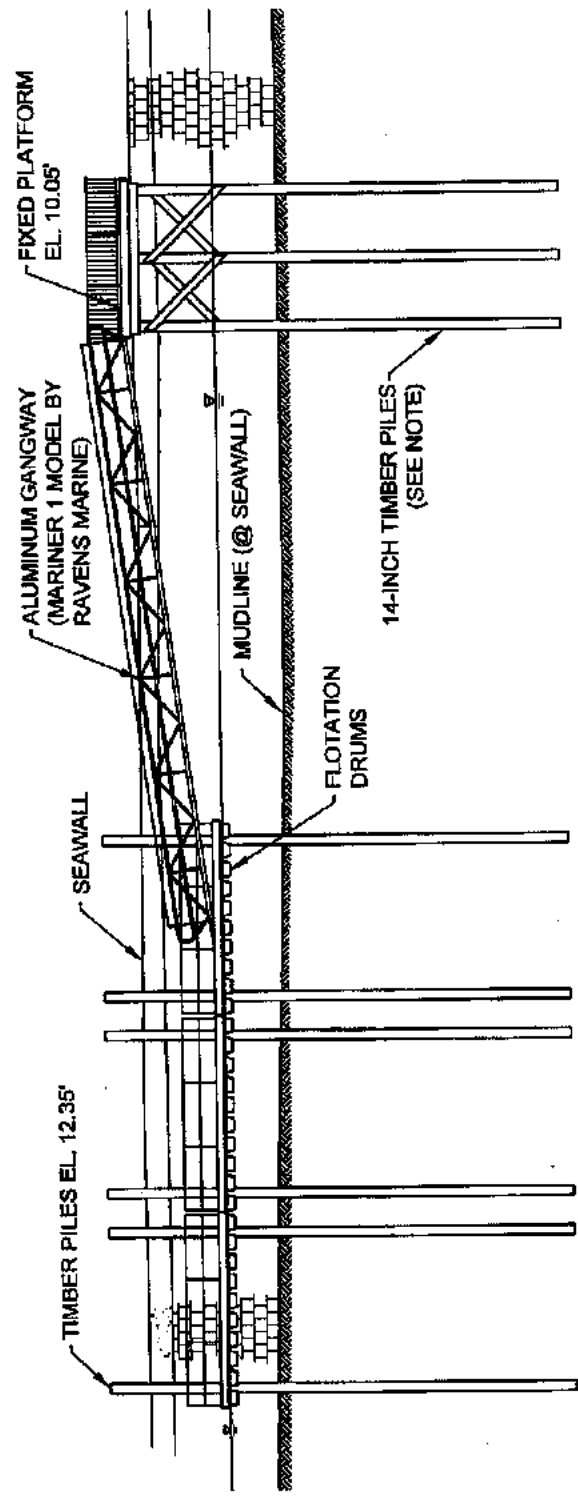 TIMBER PILES EL. 12.35'
SEAWALL
ALUMINUM GANGWAY
(MARINER 1 MODEL BY
RAVENS MARINE)
FIXED PLATFORM
EL. 10.05'
FLOTATION
DRUMS
MUDLINE (@ SEAWALL)
14-INCH TIMBER PILES
(SEE NOTE)